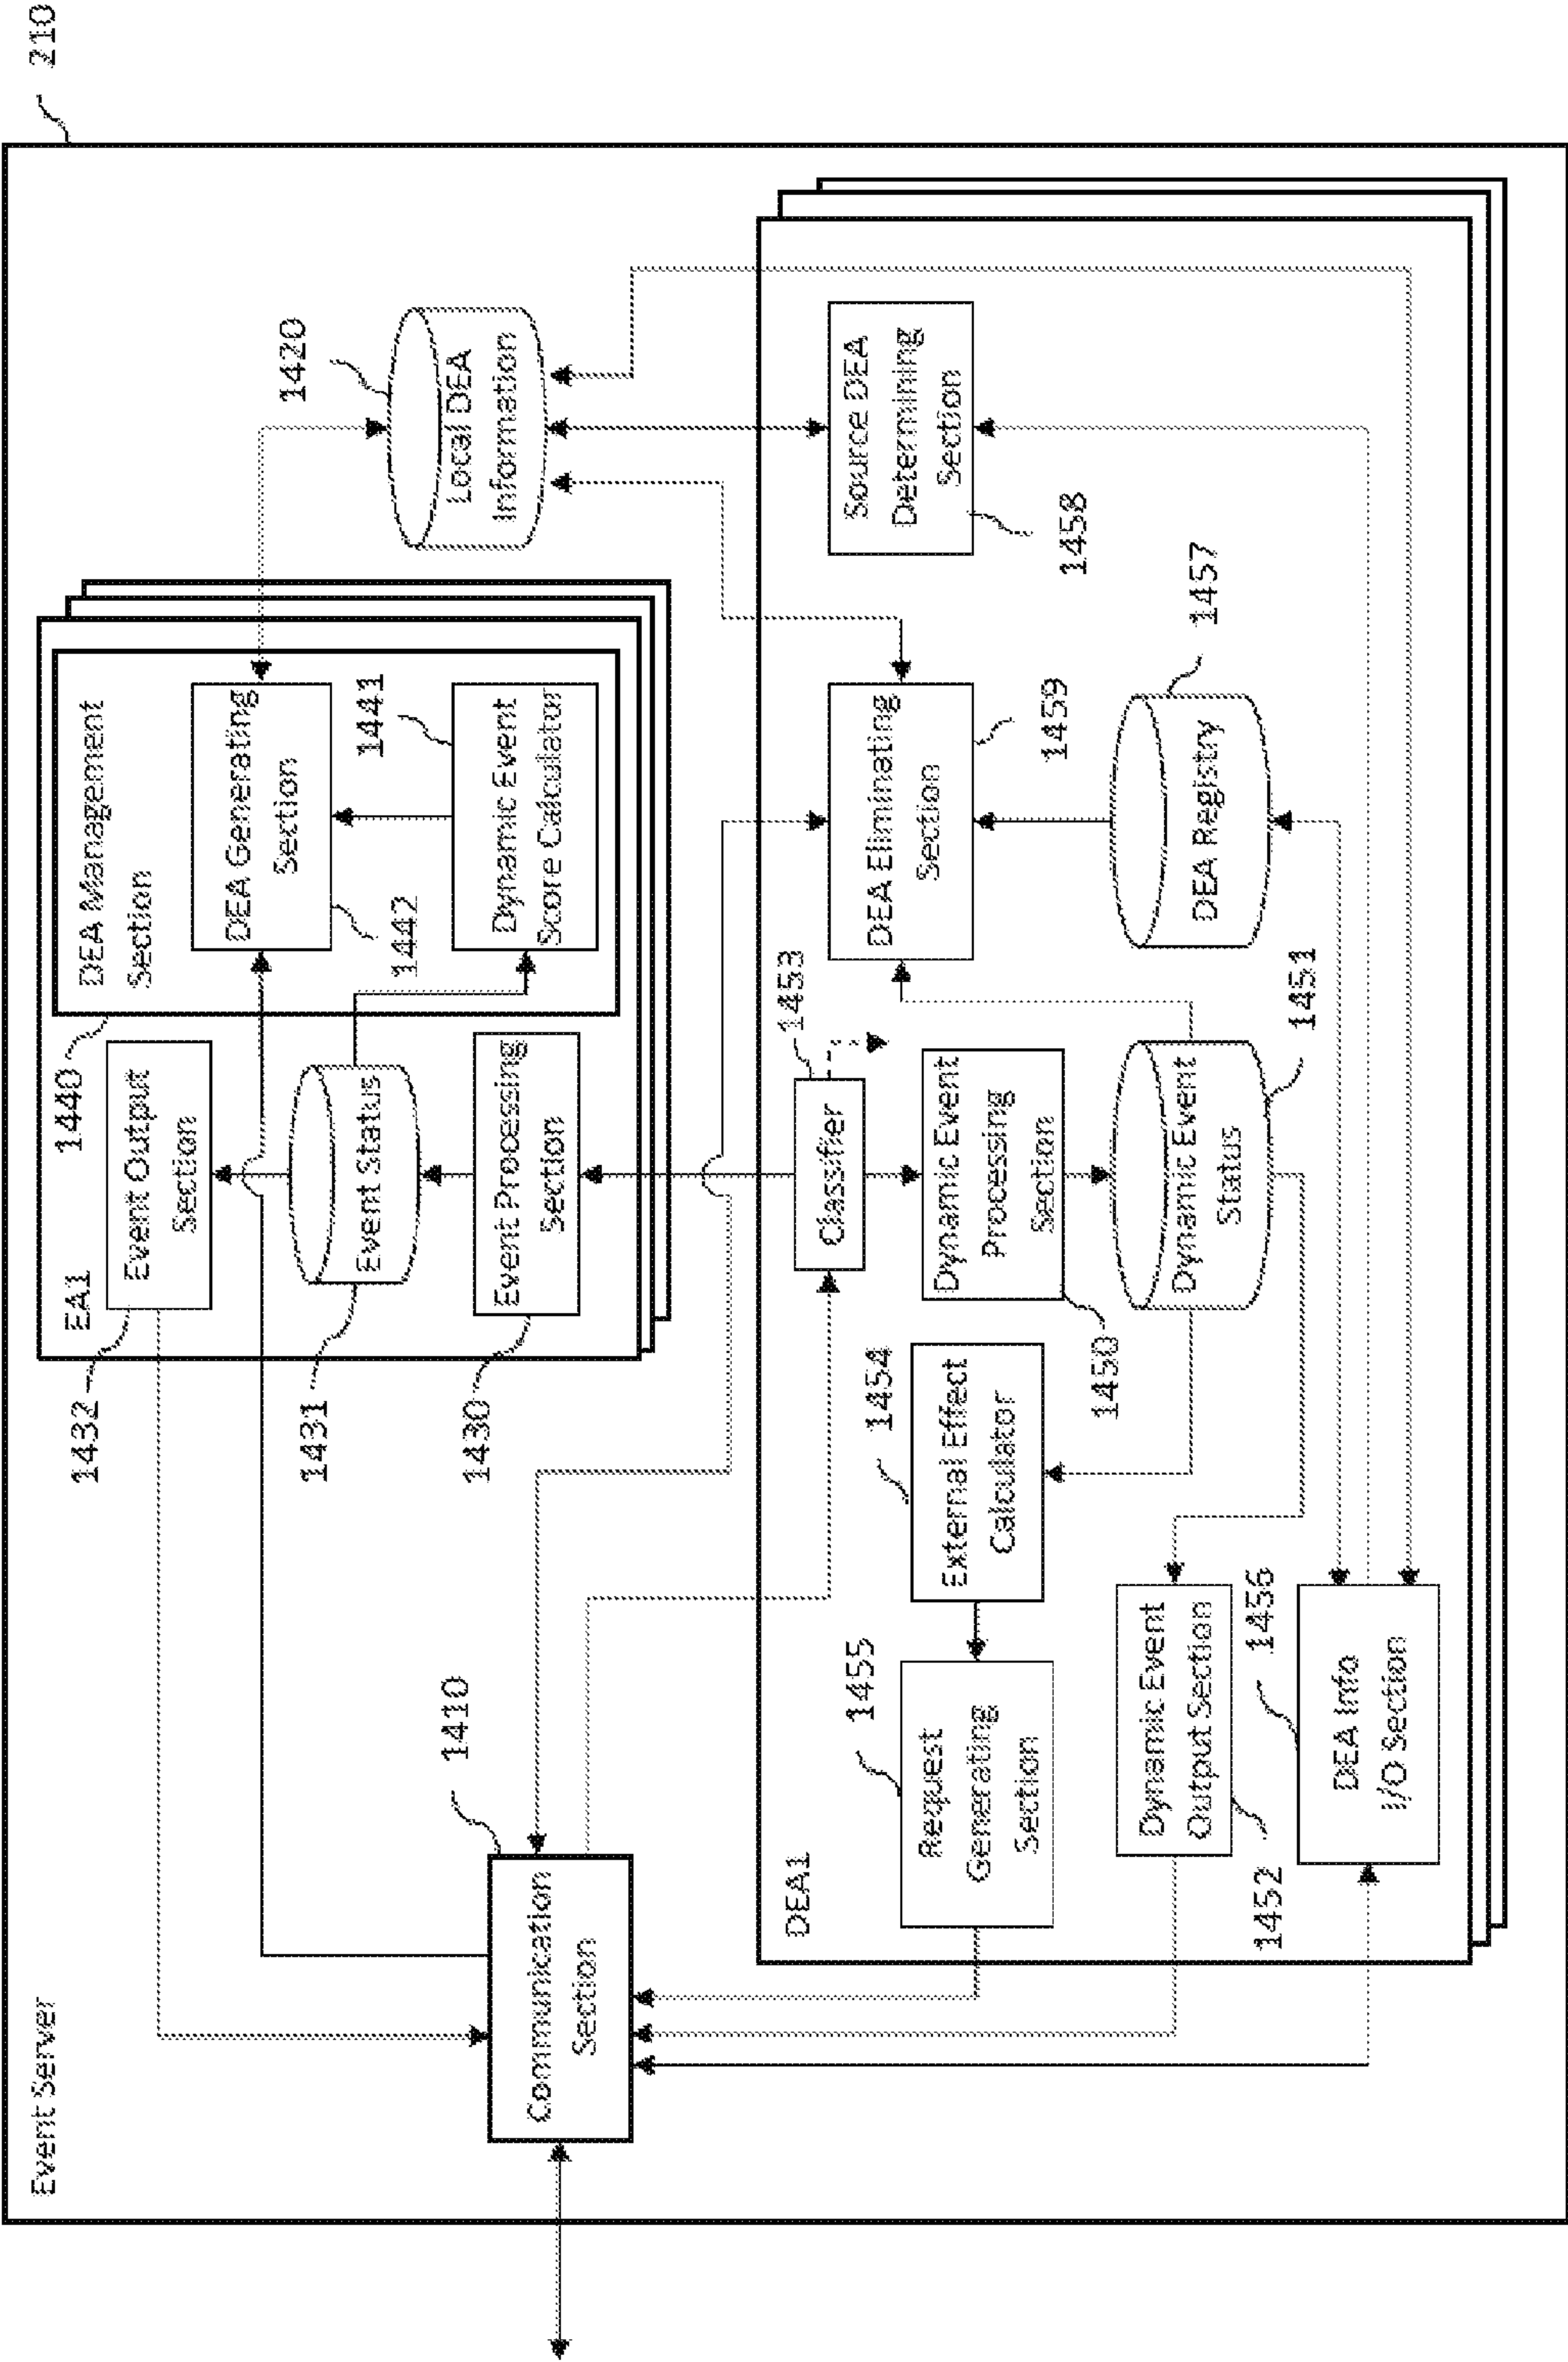 Event Server
210
EA1
1432
Event Output
Section
1440
DEA Management
Section
1431
Event Status
DEA Generating
Section
1442
1441
Dynamic Event
Score Calculator
1430
Event Processing
Section
1420
Local DEA
Information
1410
Communication
Section
DEA1
Classifier
1453
1455
Request
Generating
Section
1454
External Effect
Calculator
Dynamic Event
Processing
Section
1450
DEA Eliminating
Section
1459
Source DEA
Determining
Section
1458
Dynamic Event
Output Section
1452
Dynamic Event
Status
1451
DEA Registry
1457
DEA Info
I/O Section
1456